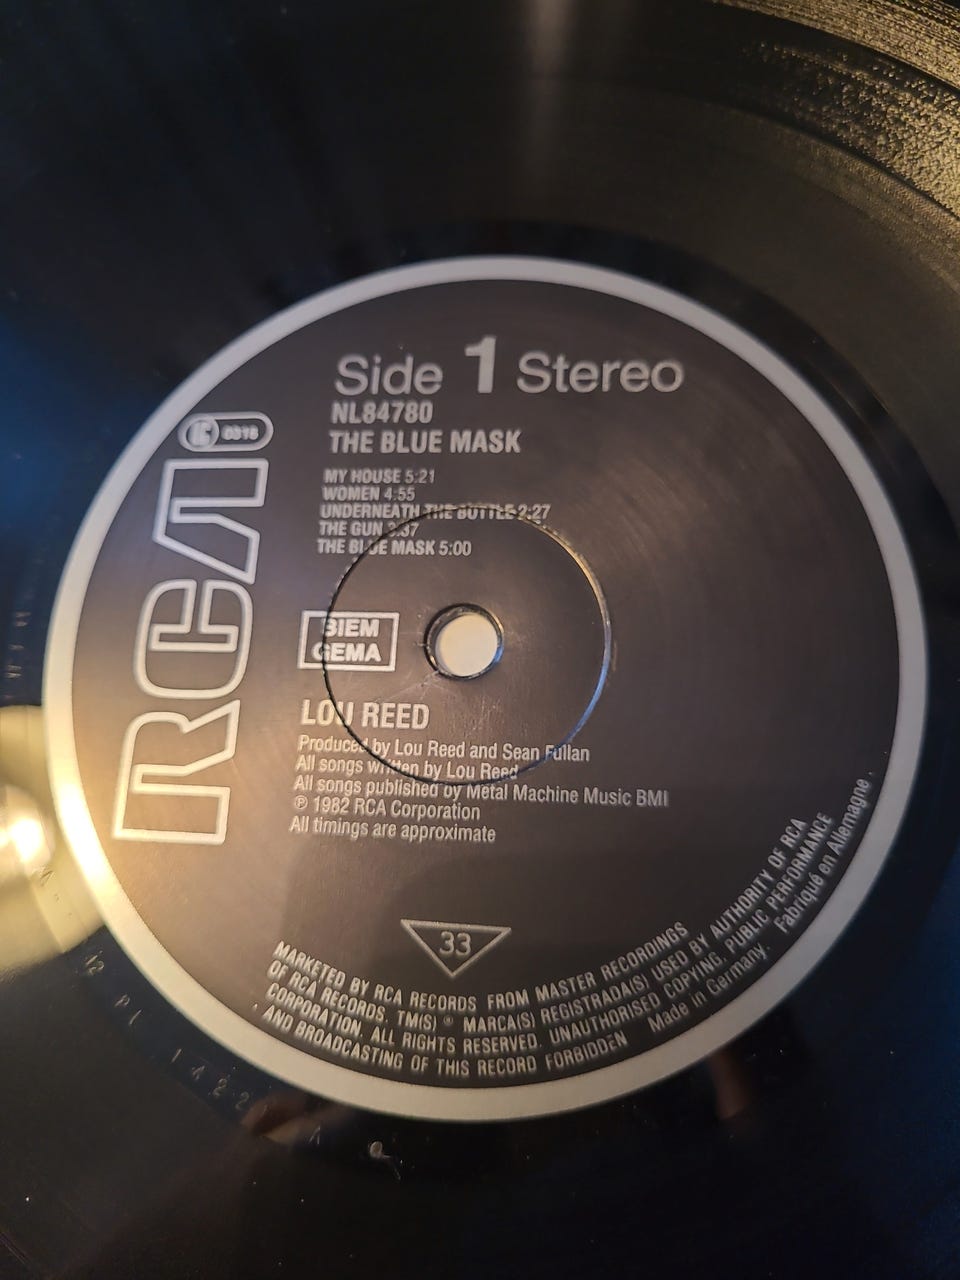 Side 1 Stereo
NL84780
THE BLUE MASK
MY HOUSE 5:21
WOMEN 4:55
UNDERNEATH THE BOTTLE 2:27
THE GUN 3:37
THE BLUE MASK 5:00
RCA
BIEM
GEMA
LOU REED
Produced by Lou Reed and Sean Fullan
All songs written by Lou Reed
All songs published by Metal Machine Music BMI
℗ 1982 RCA Corporation
All timings are approximate
33
MARKETED BY RCA RECORDS FROM MASTER RECORDINGS
OF RCA RECORDS, TM(S) ® MARCA(S) REGISTRADA(S) USED BY AUTHORITY OF RCA
CORPORATION. ALL RIGHTS RESERVED. UNAUTHORISED COPYING, PUBLIC PERFORMANCE
AND BROADCASTING OF THIS RECORD FORBIDDEN Made in Germany. Fabriqué en Allemagne.